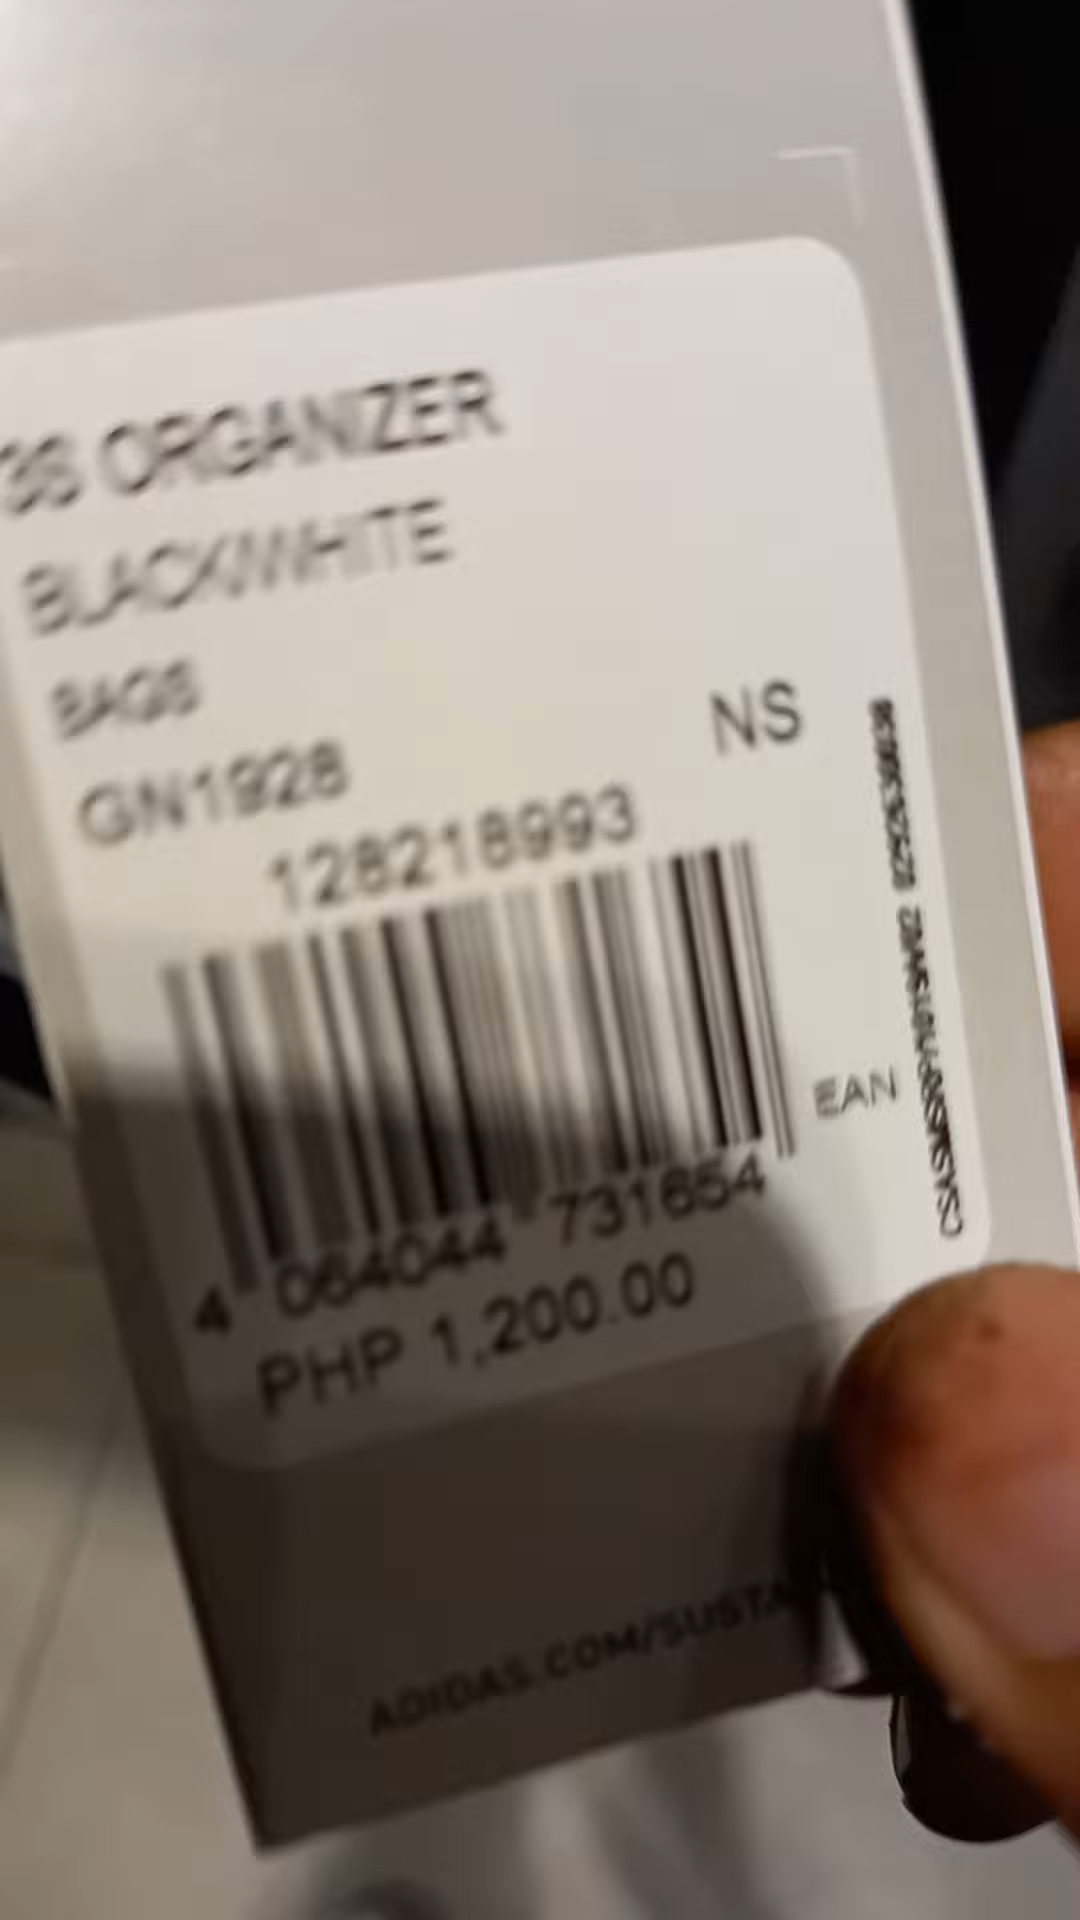 3S ORGANIZER
BLACK/WHITE
BAGS
GN1928
NS
128218993
EAN
4 064044 731654
PHP 1,200.00
ADIDAS.COM/SUSTA